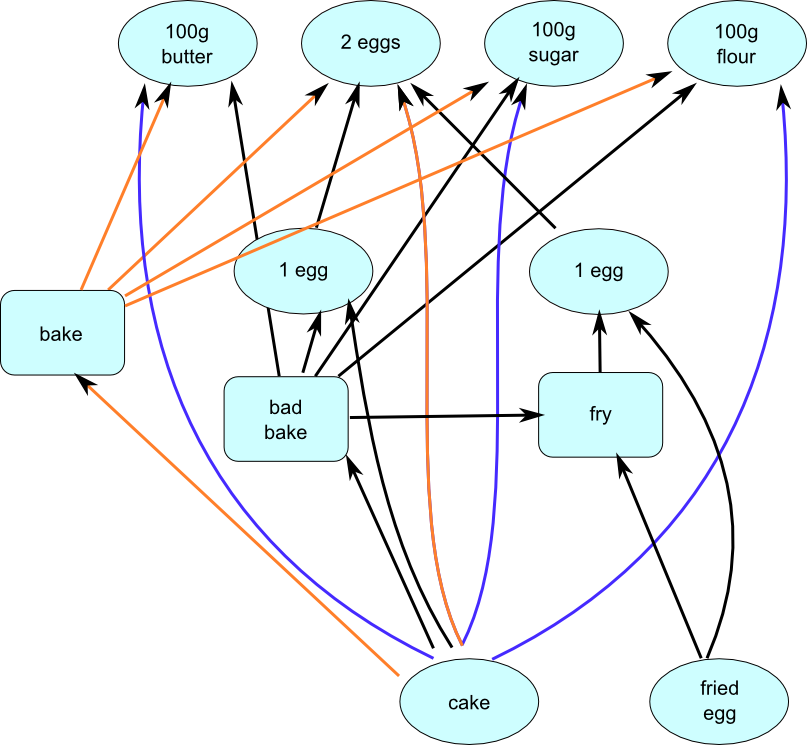 100g
butter
2 eggs
100g
sugar
100g
flour
1 egg
1 egg
bake
bad
bake
fry
cake
fried
egg